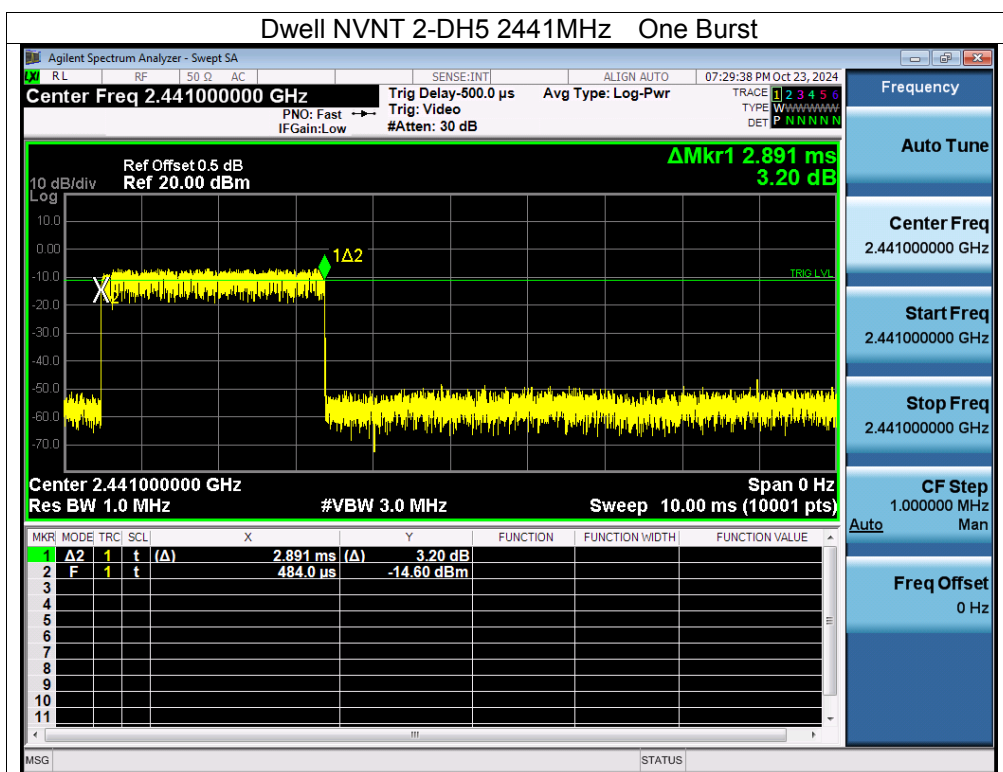 Dwell NVNT 2-DH5 2441MHz One Burst
Agilent Spectrum Analyzer - Swept SA
LXI RL RF 50 Ω AC SENSE:INT ALIGN AUTO 07:29:38 PM Oct 23, 2024
Center Freq 2.441000000 GHz Trig Delay-500.0 µs Avg Type: Log-Pwr TRACE 1 2 3 4 5 6
PNO: Fast Trig: Video TYPE WWWWWW
IFGain:Low #Atten: 30 dB DET P N N N N N
Frequency
ΔMkr1 2.891 ms
3.20 dB
Ref Offset 0.5 dB
10 dB/div Ref 20.00 dBm
Log
10.0
0.00
-10.0
-20.0
-30.0
-40.0
-50.0
-60.0
-70.0
1Δ2
TRIG LVL
2
Center 2.441000000 GHz Span 0 Hz
Res BW 1.0 MHz #VBW 3.0 MHz Sweep 10.00 ms (10001 pts)
MKR MODE TRC SCL X Y FUNCTION FUNCTION WIDTH FUNCTION VALUE
1 Δ2 1 t (Δ) 2.891 ms (Δ) 3.20 dB
2 F 1 t 484.0 µs -14.60 dBm
3
4
5
6
7
8
9
10
11
MSG STATUS
Auto Tune
Center Freq
2.441000000 GHz
Start Freq
2.441000000 GHz
Stop Freq
2.441000000 GHz
CF Step
1.000000 MHz
Auto Man
Freq Offset
0 Hz